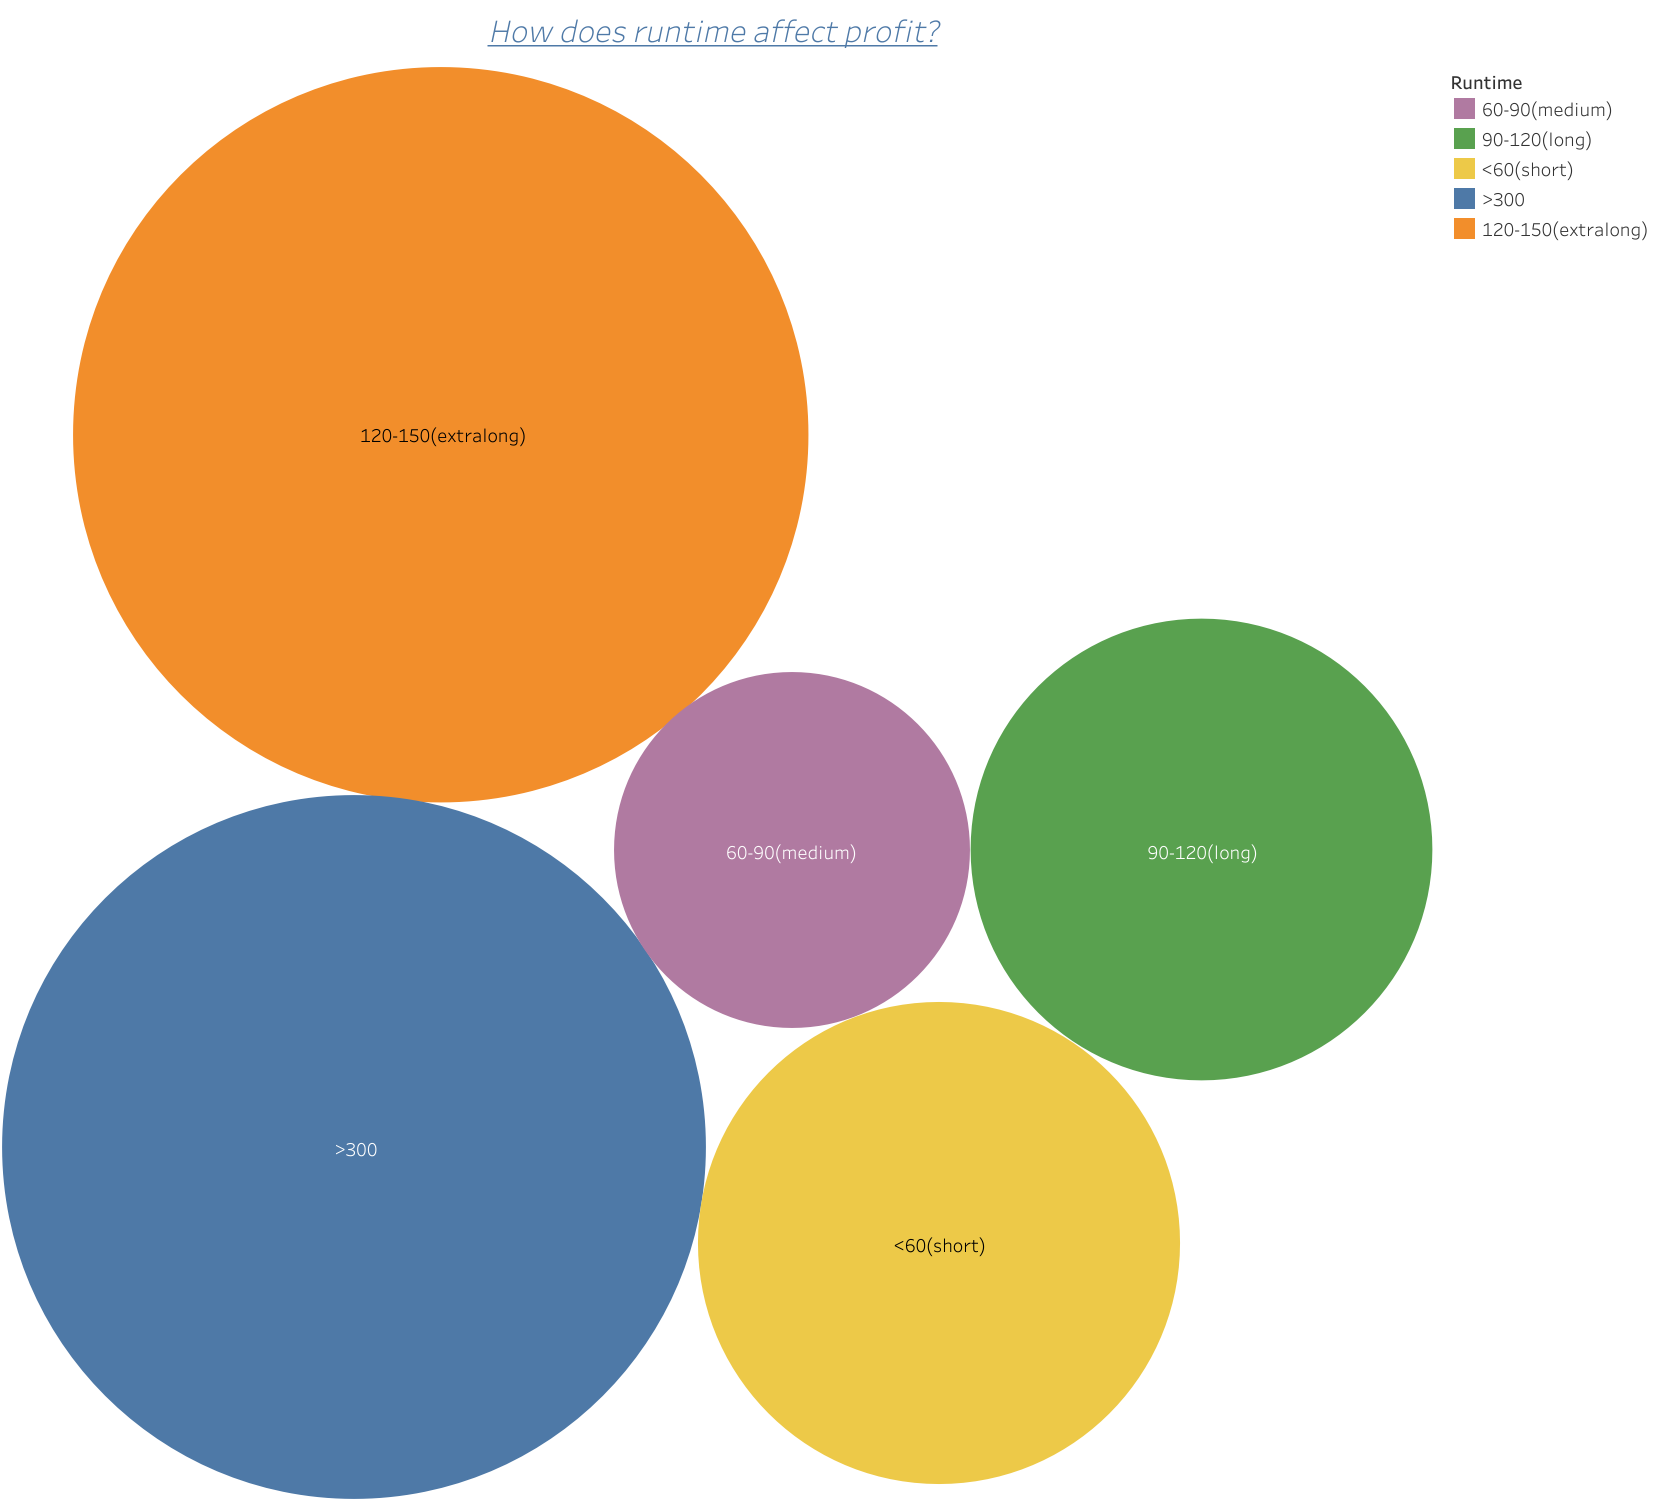 How does runtime affect profit?
Runtime
60-90(medium)
90-120(long)
<60(short)
>300
120-150(extralong)
120-150(extralong)
60-90(medium)
90-120(long)
>300
<60(short)